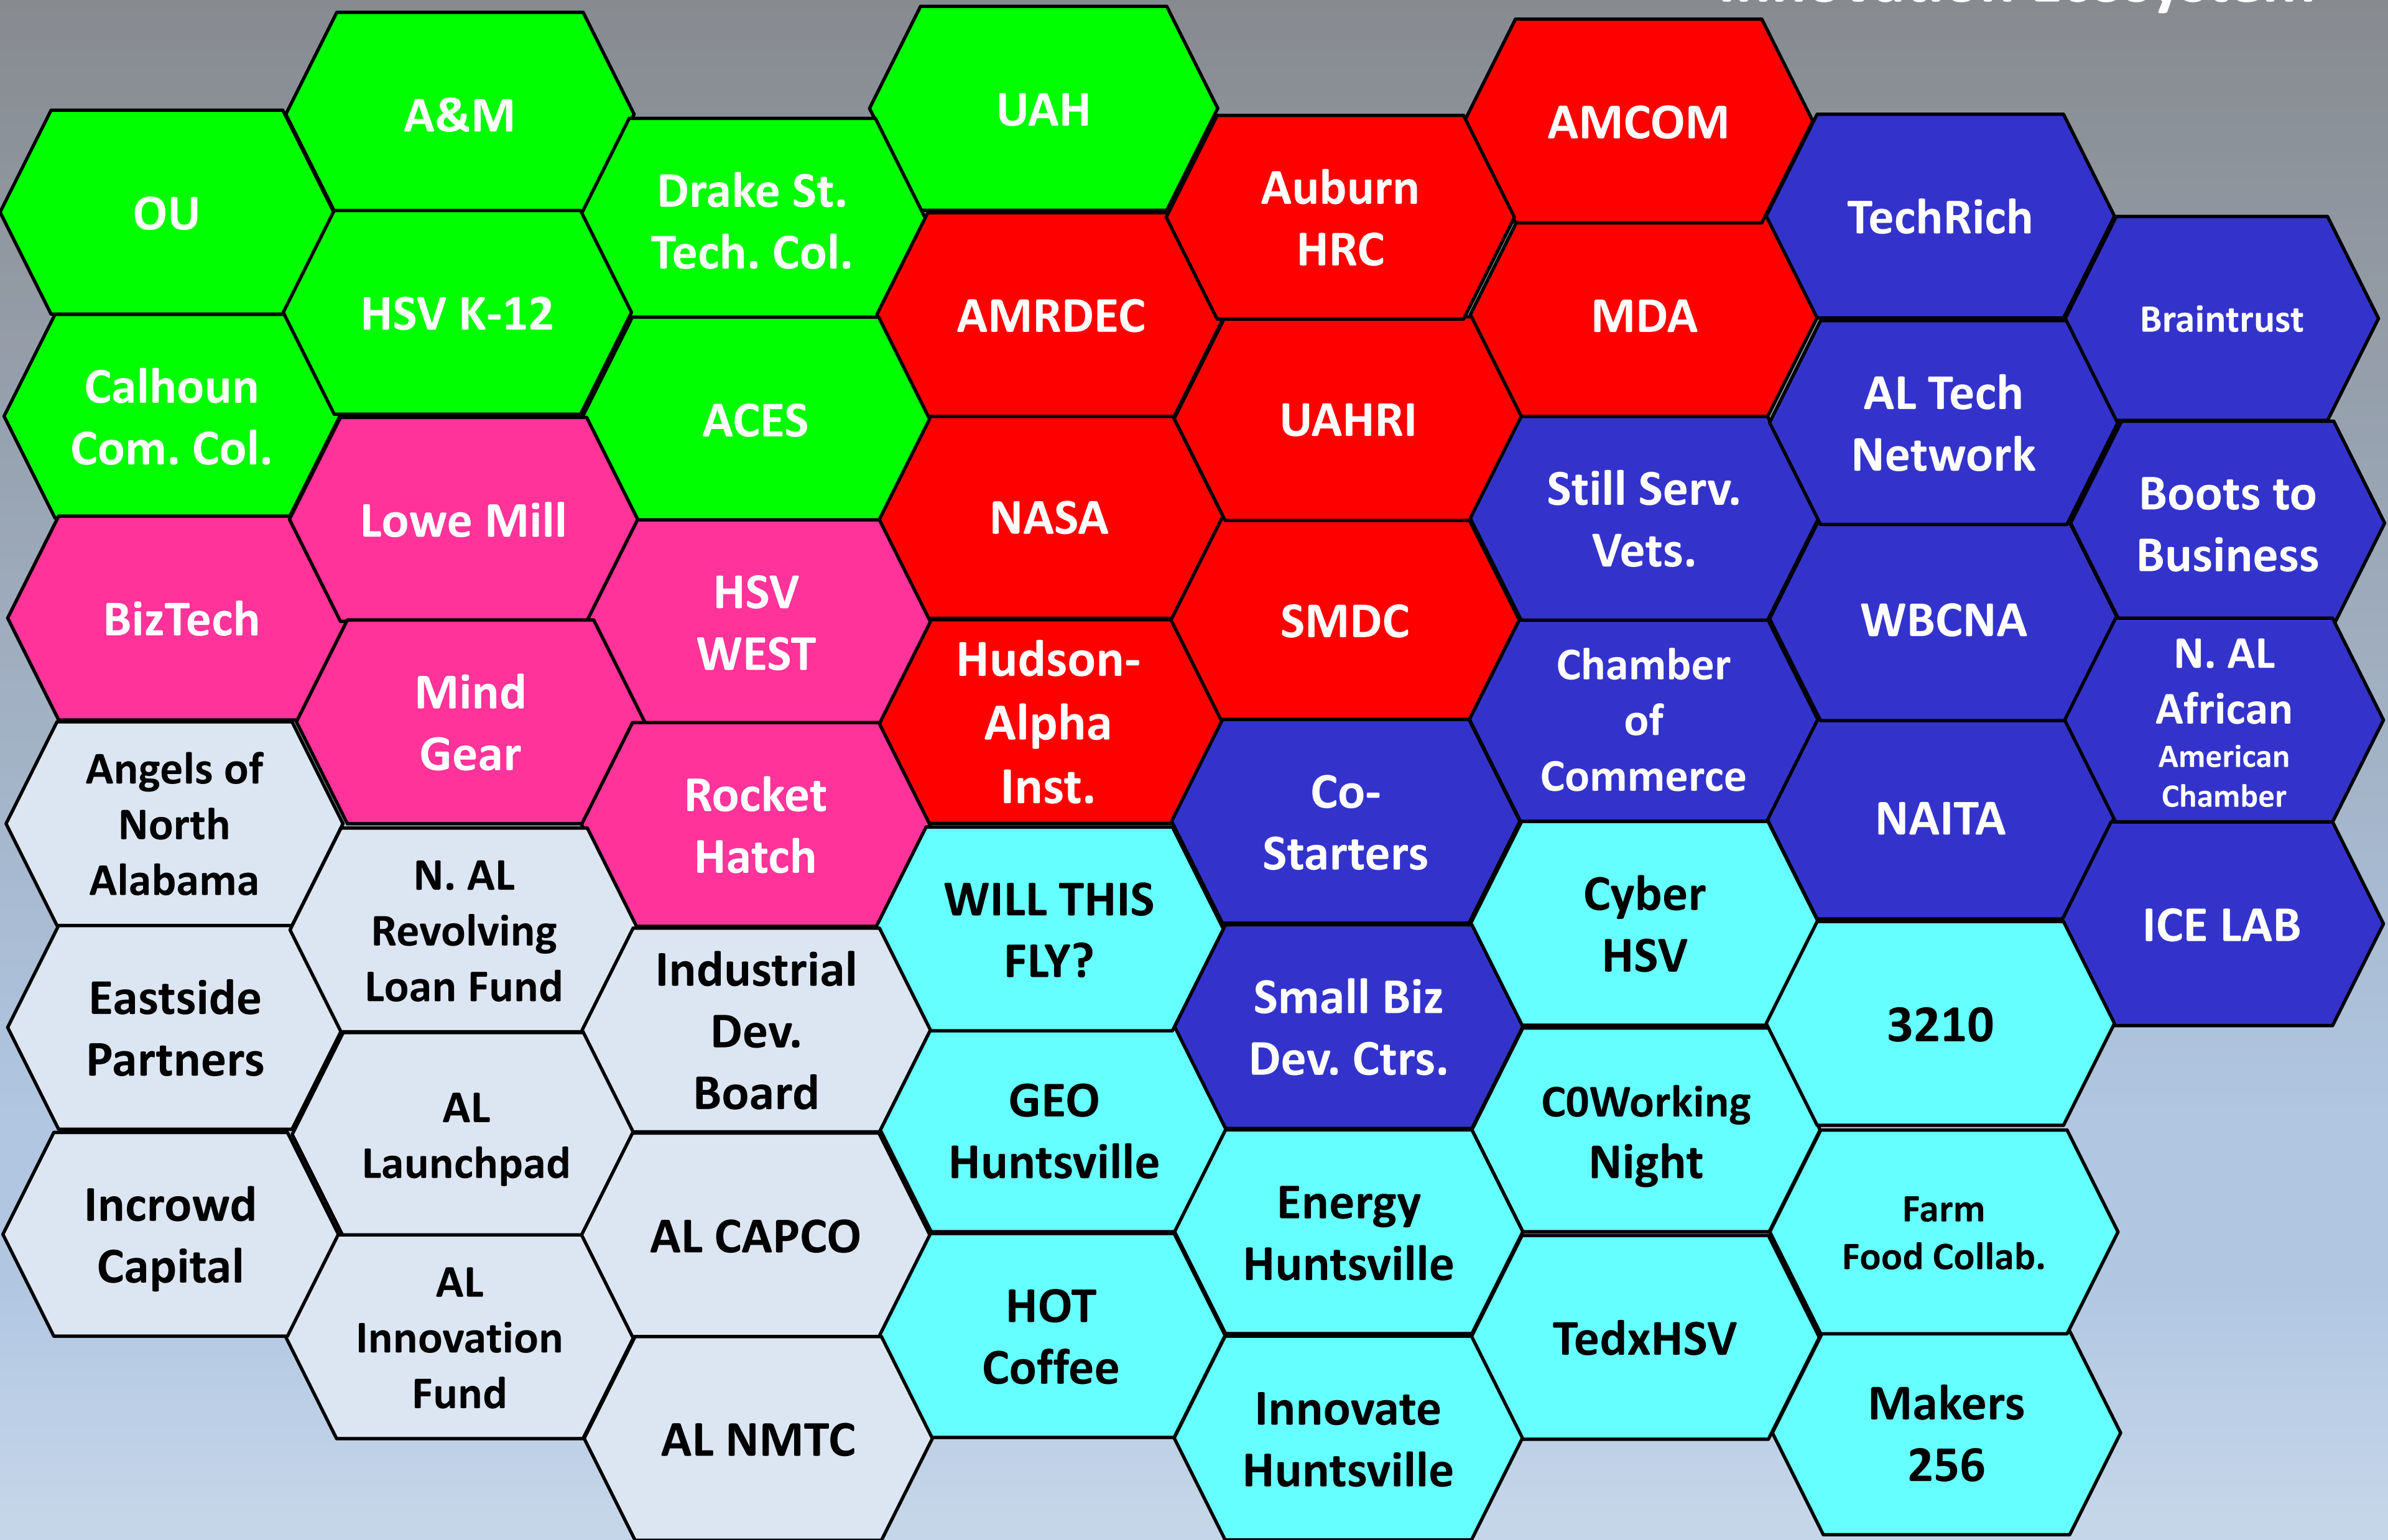 Innovation Ecosystem
A&M
UAH
AMCOM
OU
Drake St.
Tech. Col.
Auburn
HRC
TechRich
HSV K-12
AMRDEC
MDA
Braintrust
Calhoun
Com. Col.
ACES
UAHRI
AL Tech
Network
Lowe Mill
NASA
Still Serv.
Vets.
Boots to
Business
BizTech
HSV
WEST
SMDC
WBCNA
Mind
Gear
Hudson-
Alpha
Inst.
Chamber
of
Commerce
N. AL
African
American
Chamber
Angels of
North
Alabama
Rocket
Hatch
Co-
Starters
NAITA
N. AL
Revolving
Loan Fund
WILL THIS
FLY?
Cyber
HSV
ICE LAB
Eastside
Partners
Industrial
Dev.
Board
Small Biz
Dev. Ctrs.
3210
AL
Launchpad
GEO
Huntsville
C0Working
Night
Incrowd
Capital
AL CAPCO
Energy
Huntsville
Farm
Food Collab.
AL
Innovation
Fund
HOT
Coffee
TedxHSV
AL NMTC
Innovate
Huntsville
Makers
256